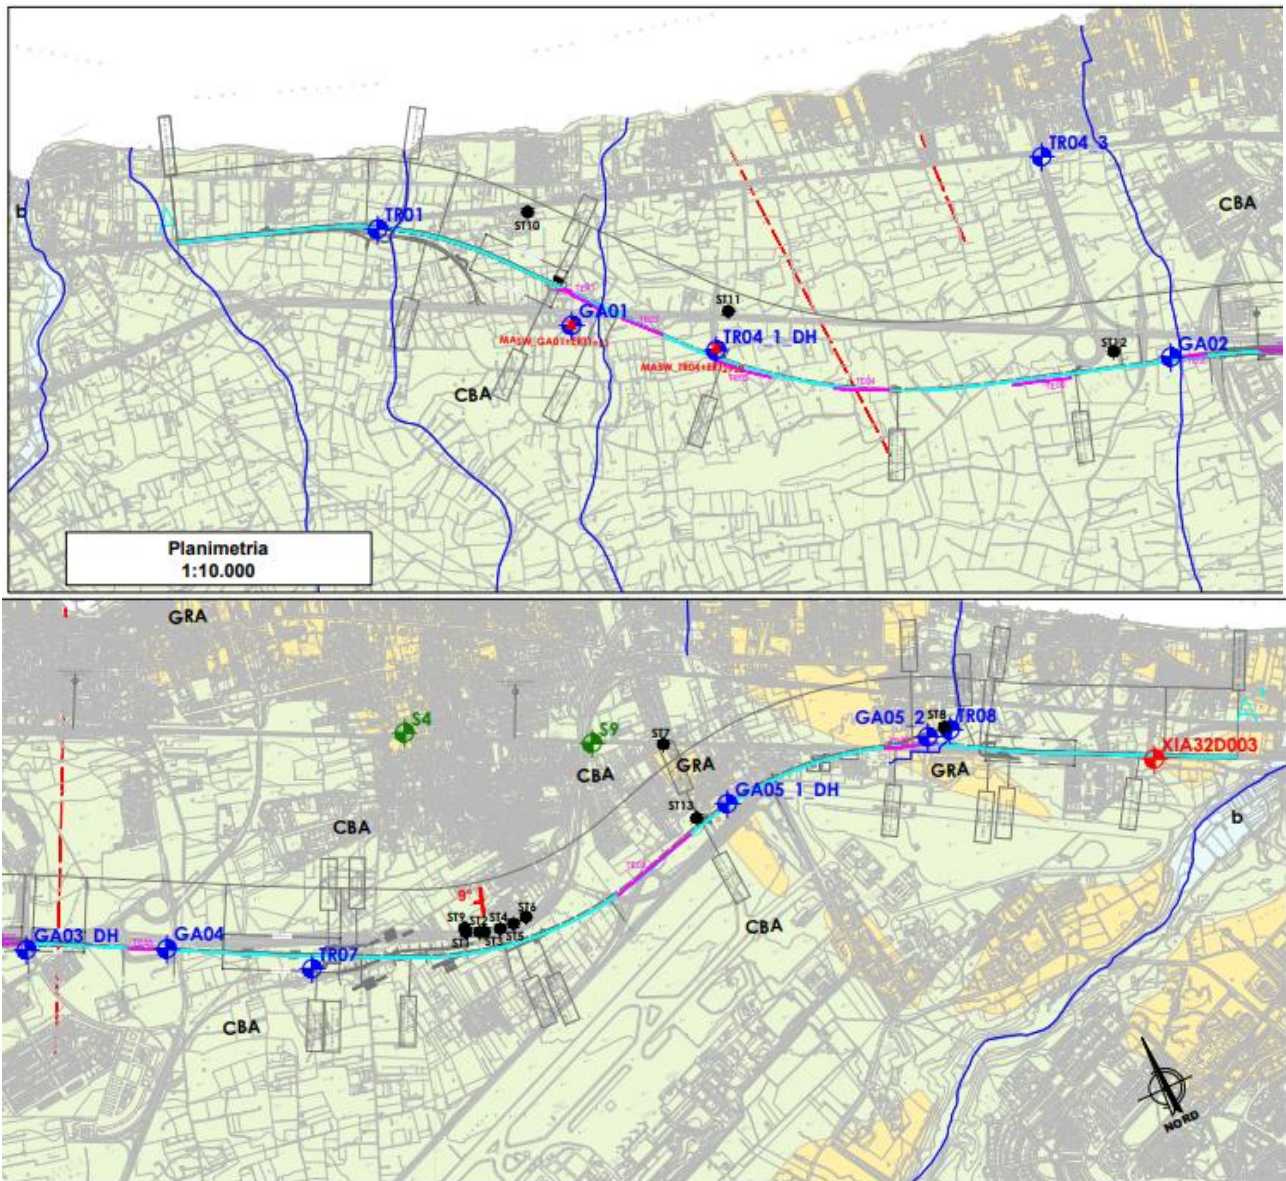 b
TR01
ST10
TR04_3
CBA
GA01
ST11
TR04_1_DH
GA02
CBA
TE04
Planimetria
1:10.000
GRA
S4
S9
ST7
CBA
GRA
GA05_2
ST8
TR08
XIA32D003
GRA
GA05_1_DH
ST13
b
CBA
9°
ST9
ST2
ST4
ST6
ST1
ST3
ST5
CBA
GA03_DH
GA04
TR07
CBA
NORD